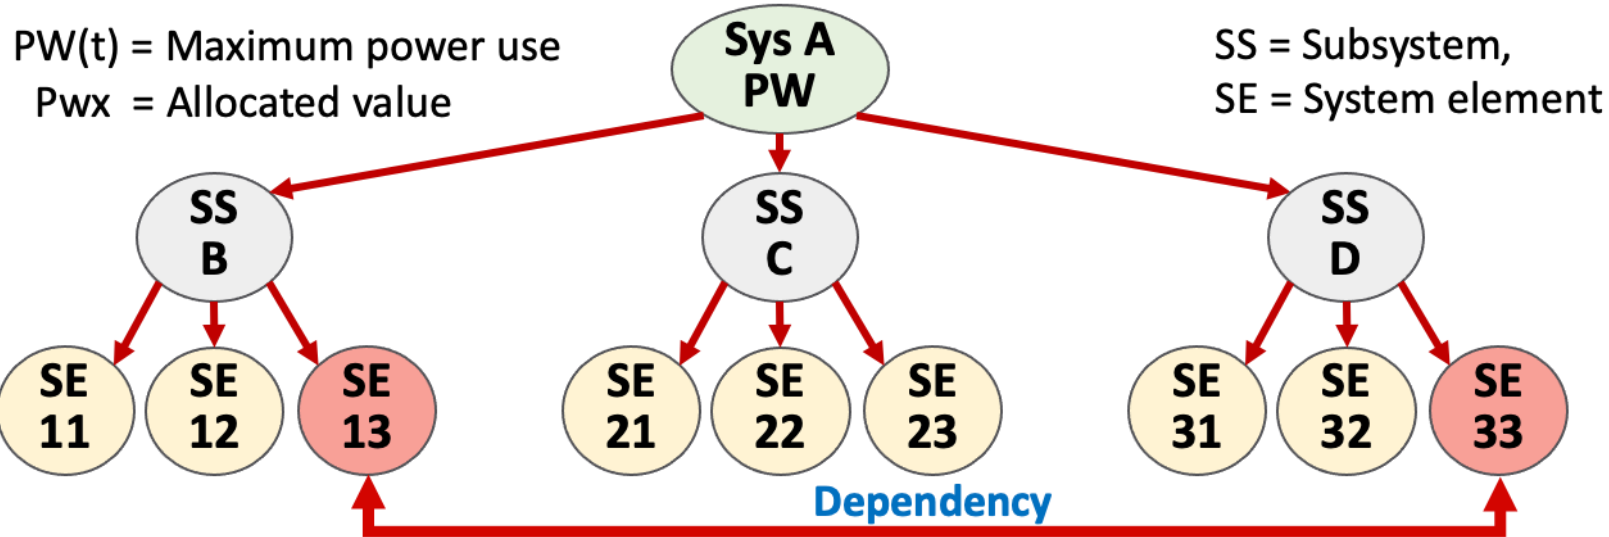 PW(t) = Maximum power use
Pwx = Allocated value
Sys A
PW
SS = Subsystem,
SE = System element
SS
B
SS
C
SS
D
SE
11
SE
12
SE
13
SE
21
SE
22
SE
23
SE
31
SE
32
SE
33
Dependency